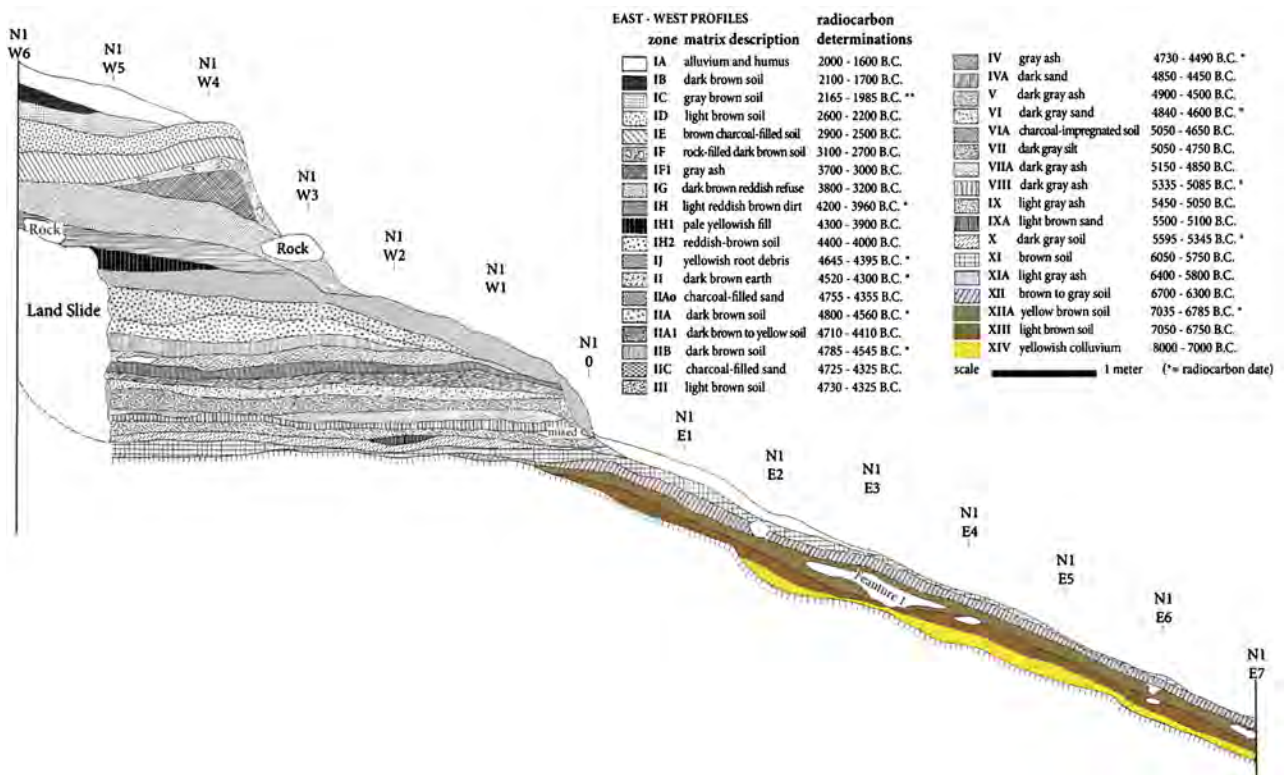 EAST - WEST PROFILES radiocarbon
zone matrix description determinations
IA alluvium and humus 2000 - 1600 B.C.
IB dark brown soil 2100 - 1700 B.C.
IC gray brown soil 2165 - 1985 B.C. **
ID light brown soil 2600 - 2200 B.C.
IE brown charcoal-filled soil 2900 - 2500 B.C.
IF rock-filled dark brown soil 3100 - 2700 B.C.
IF1 gray ash 3700 - 3000 B.C.
IG dark brown reddish refuse 3800 - 3200 B.C.
IH light reddish brown dirt 4200 - 3960 B.C. *
IH1 pale yellowish fill 4300 - 3900 B.C.
IH2 reddish-brown soil 4400 - 4000 B.C.
IJ yellowish root debris 4645 - 4395 B.C. *
II dark brown earth 4520 - 4300 B.C. *
IIAo charcoal-filled sand 4755 - 4355 B.C.
IIA dark brown soil 4800 - 4560 B.C. *
IIA1 dark brown to yellow soil 4710 - 4410 B.C.
IIB dark brown soil 4785 - 4545 B.C. *
IIC charcoal-filled sand 4725 - 4325 B.C.
III light brown soil 4730 - 4325 B.C.
IV gray ash 4730 - 4490 B.C. *
IVA dark sand 4850 - 4450 B.C.
V dark gray ash 4900 - 4500 B.C.
VI dark gray sand 4840 - 4600 B.C. *
VIA charcoal-impregnated soil 5050 - 4650 B.C.
VII dark gray silt 5050 - 4750 B.C.
VIIA dark gray ash 5150 - 4850 B.C.
VIII dark gray ash 5335 - 5085 B.C. *
IX light gray ash 5450 - 5050 B.C.
IXA light brown sand 5500 - 5100 B.C.
X dark gray soil 5595 - 5345 B.C. *
XI brown soil 6050 - 5750 B.C.
XIA light gray ash 6400 - 5800 B.C.
XII brown to gray soil 6700 - 6300 B.C.
XIIA yellow brown soil 7035 - 6785 B.C. *
XIII light brown soil 7050 - 6750 B.C.
XIV yellowish colluvium 8000 - 7000 B.C.
scale 1 meter (*= radiocarbon date)
N1
W6
N1
W5
N1
W4
N1
W3
N1
W2
N1
W1
N1
0
N1
E1
N1
E2
N1
E3
N1
E4
N1
E5
N1
E6
N1
E7
Rock
Rock
Land Slide
mixed
Feauture 1